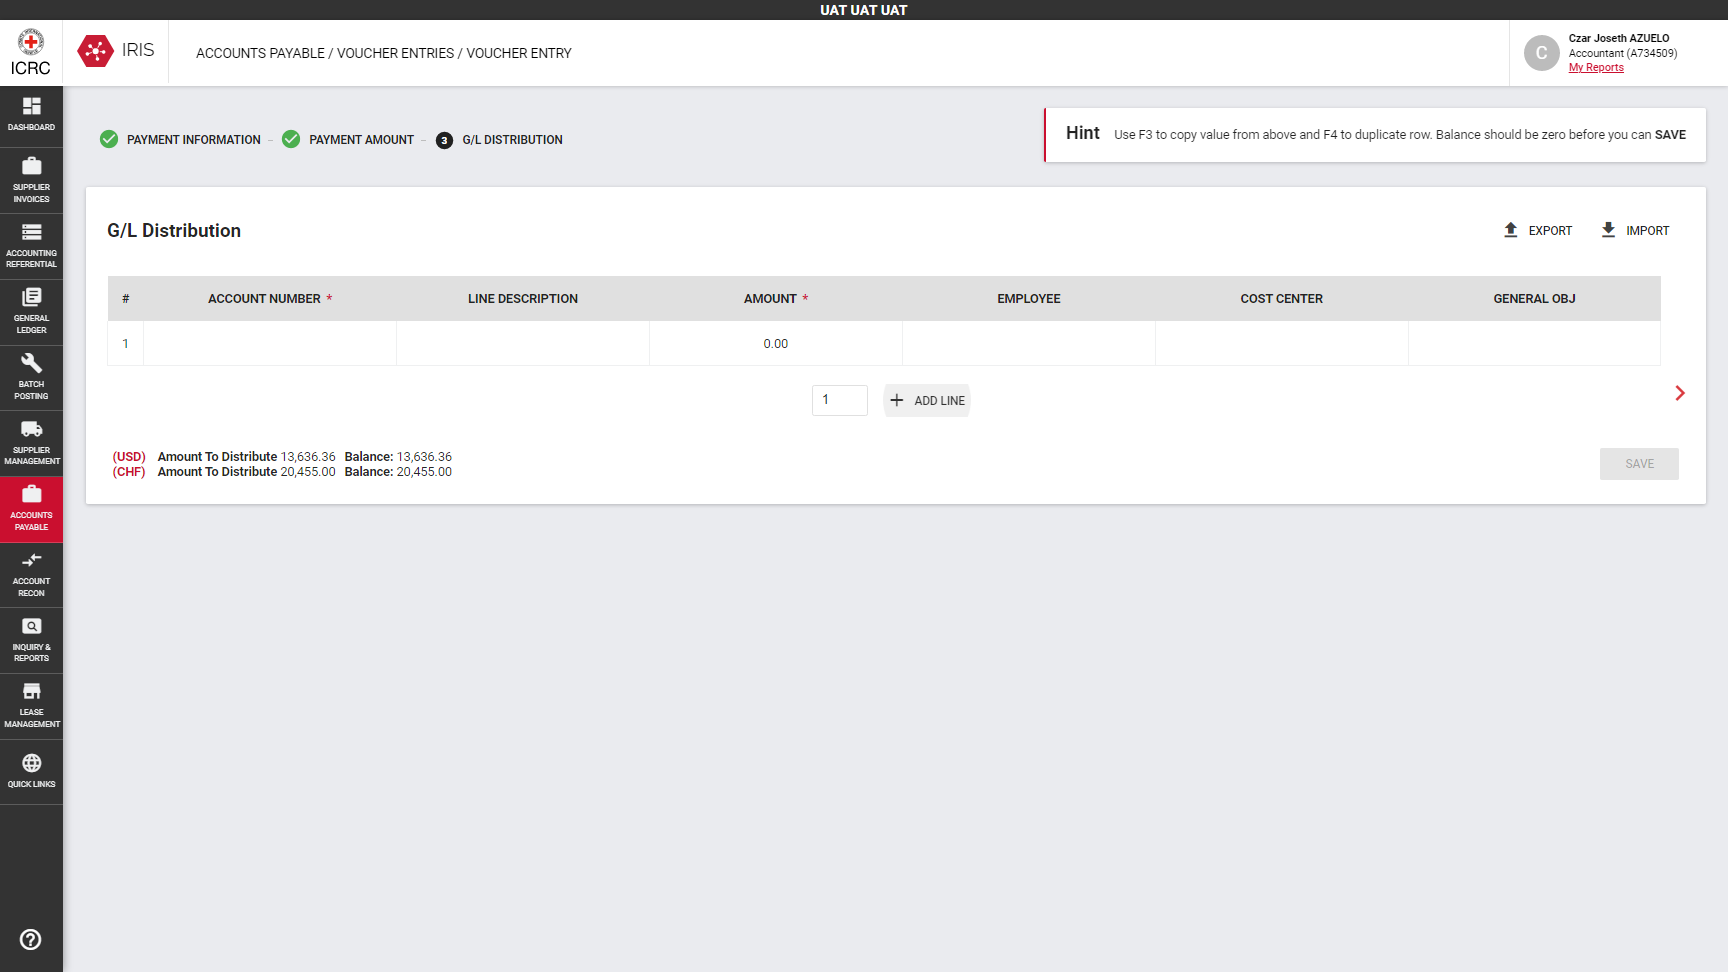 UAT UAT UAT
ICRC
IRIS
ACCOUNTS PAYABLE / VOUCHER ENTRIES / VOUCHER ENTRY
C
Czar Joseth AZUELO
Accountant (A734509)
My Reports
DASHBOARD
SUPPLIER
INVOICES
ACCOUNTING
REFERENTIAL
GENERAL
LEDGER
BATCH
POSTING
SUPPLIER
MANAGEMENT
ACCOUNTS
PAYABLE
ACCOUNT
RECON
INQUIRY &
REPORTS
LEASE
MANAGEMENT
QUICK LINKS
PAYMENT INFORMATION – PAYMENT AMOUNT – 3 G/L DISTRIBUTION
Hint Use F3 to copy value from above and F4 to duplicate row. Balance should be zero before you can SAVE
G/L Distribution
EXPORT IMPORT
# ACCOUNT NUMBER * LINE DESCRIPTION AMOUNT * EMPLOYEE COST CENTER GENERAL OBJ
1 0.00
1 ADD LINE
(USD) Amount To Distribute 13,636.36 Balance: 13,636.36
(CHF) Amount To Distribute 20,455.00 Balance: 20,455.00
SAVE